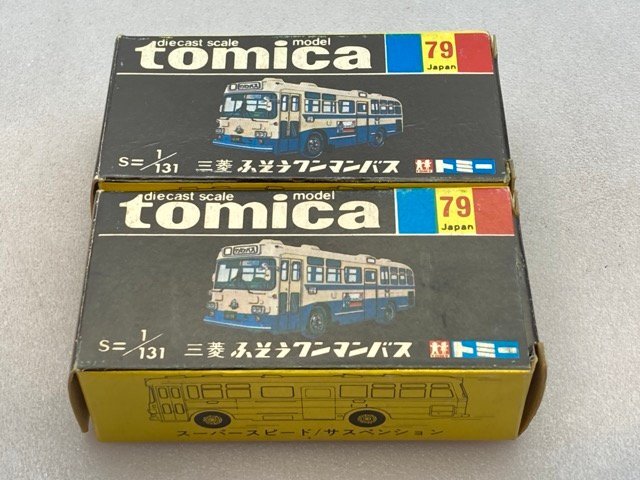 diecast scale model
tomica
79
Japan
S=1/131 三菱 ふそうワンマンバス
トミー
diecast scale model
tomica
79
Japan
S=1/131 三菱 ふそうワンマンバス
トミー
スーパースピード/サスペンション